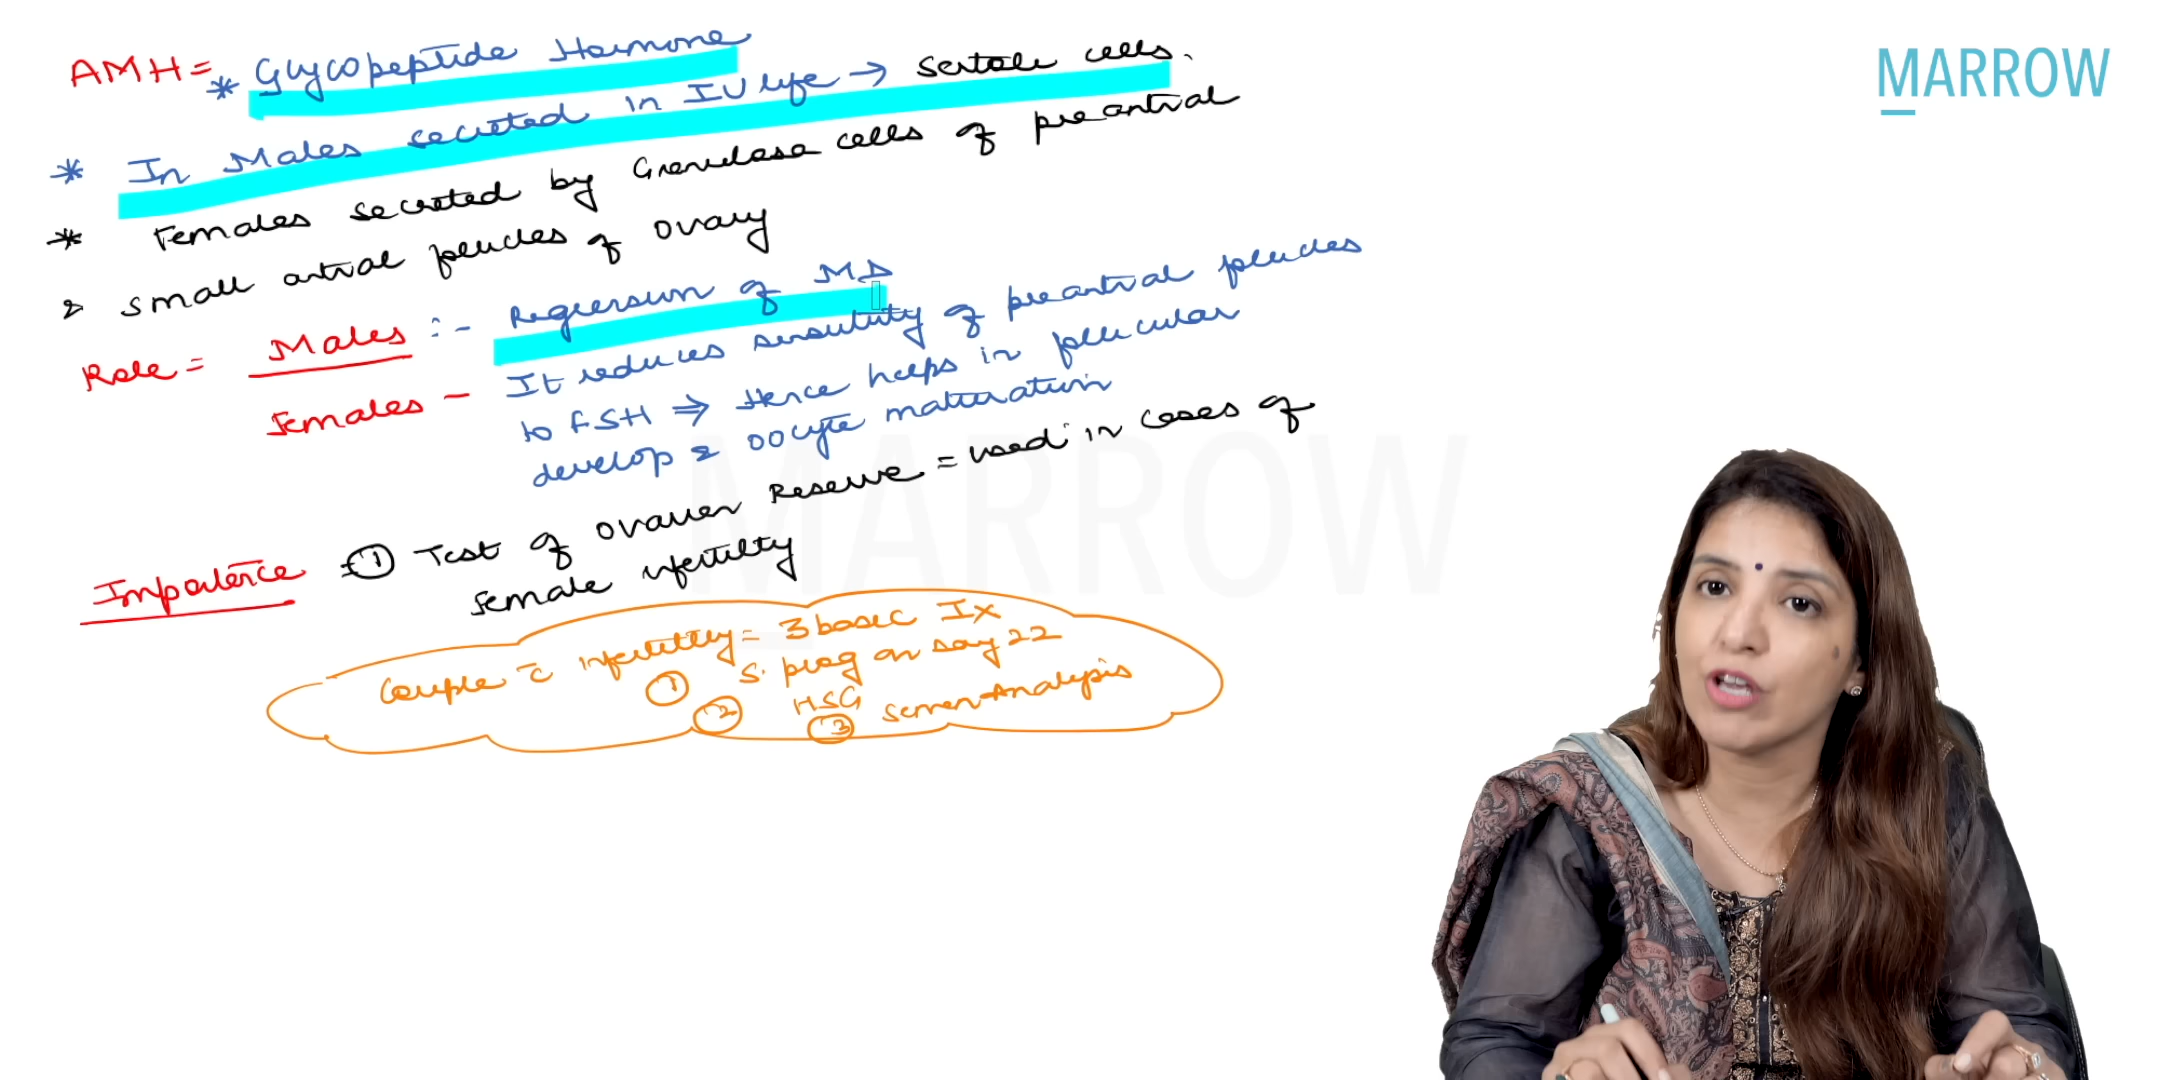 AMH = * Glycopeptide Hormone
* In Males secreted in IU life → Sertoli cells.
* Females secreted by Granulosa cells of preantral
& small antral follicles of ovary
Role = Males :- Regression of MD
Females - It reduces sensitivity of preantral follicles
to FSH ⇒ Hence helps in follicular
develop & oocyte maturation
Importance = ① Test of ovarian Reserve = used in cases of
female infertility
Couple c̄ infertility = 3 basic Ix
① S. prog on day 22
② HSG
③ Semen Analysis
MARROW
MARROW